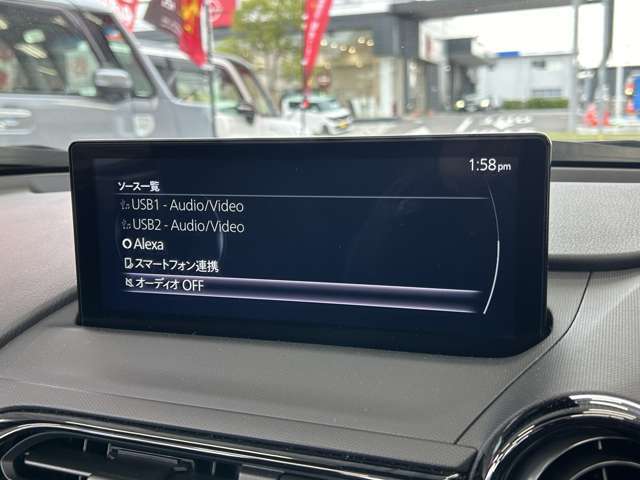 1:58pm
ソース一覧
USB1 - Audio/Video
USB2 - Audio/Video
Alexa
スマートフォン連携
オーディオ OFF